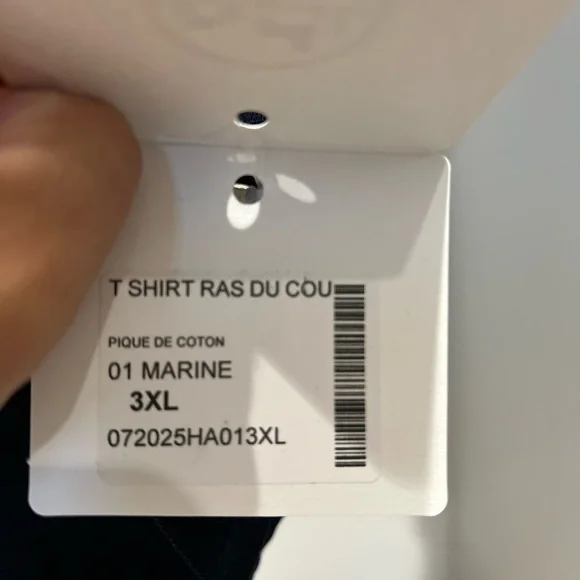 T SHIRT RAS DU COU
PIQUE DE COTON
01 MARINE
3XL
072025HA013XL